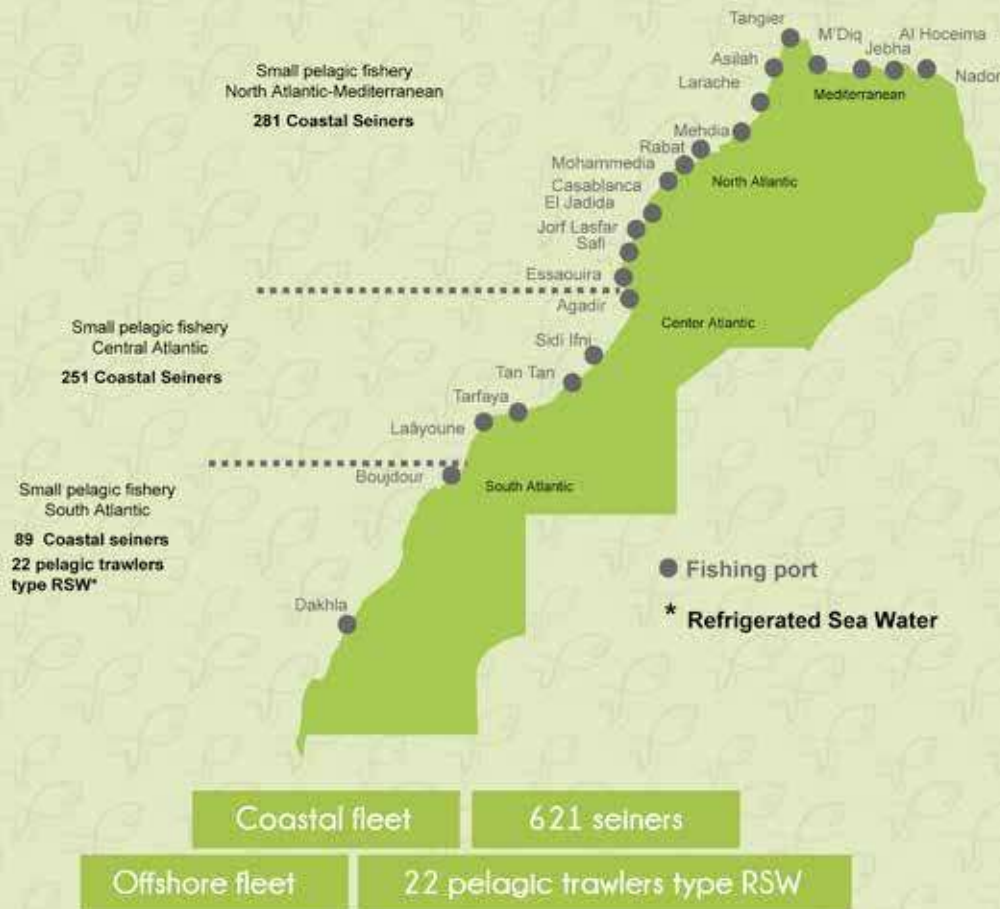 Tangier
M'Diq
Al Hoceima
Jebha
Asilah
Nador
Larache
Mediterranean
Small pelagic fishery
North Atlantic-Mediterranean
281 Coastal Seiners
Mehdia
Rabat
Mohammedia
North Atlantic
Casablanca
El Jadida
Jorf Lasfar
Safi
Essaouira
Agadir
Center Atlantic
Small pelagic fishery
Central Atlantic
251 Coastal Seiners
Sidi Ifni
Tan Tan
Tarfaya
Laâyoune
Boujdour
South Atlantic
Small pelagic fishery
South Atlantic
89 Coastal seiners
22 pelagic trawlers
type RSW*
Fishing port
* Refrigerated Sea Water
Dakhla
Coastal fleet
621 seiners
Offshore fleet
22 pelagic trawlers type RSW